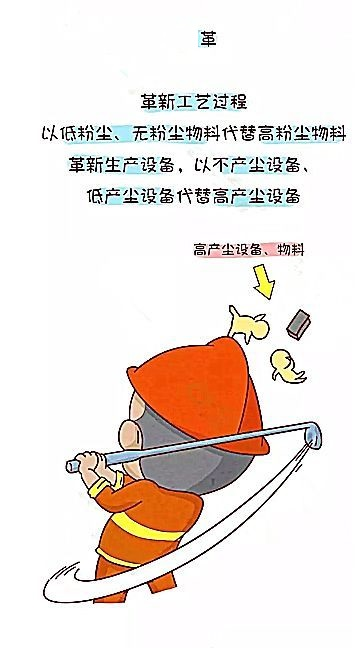 革
革新工艺过程
以低粉尘、无粉尘物料代替高粉尘物料
革新生产设备，以不产尘设备、
低产尘设备代替高产尘设备
高产尘设备、物料